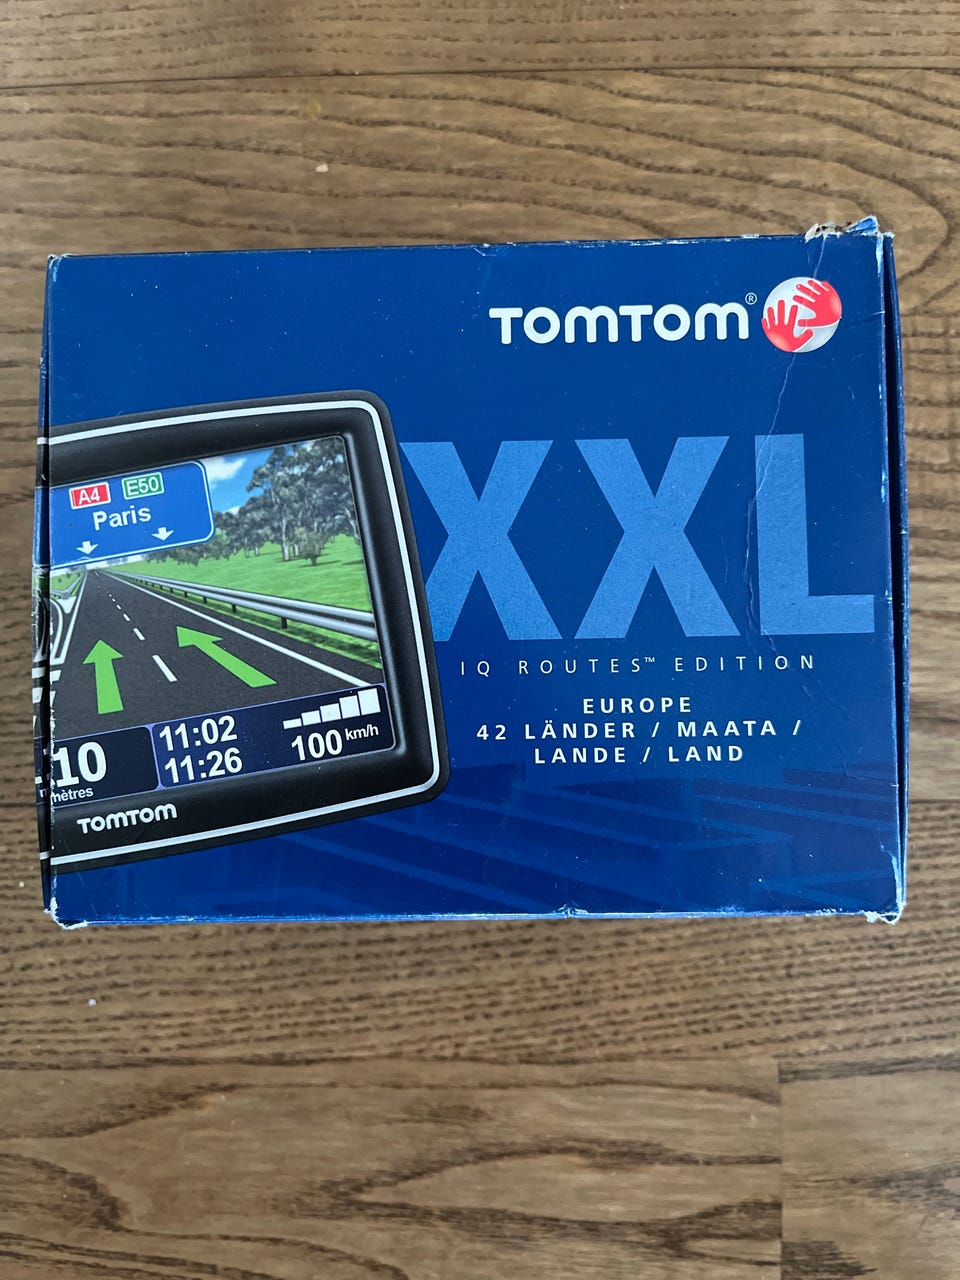 TOMTOM®
XXL
IQ ROUTES™ EDITION
EUROPE
42 LÄNDER / MAATA /
LANDE / LAND
A4 E50
Paris
10
mètres
11:02
11:26
100 km/h
TOMTOM